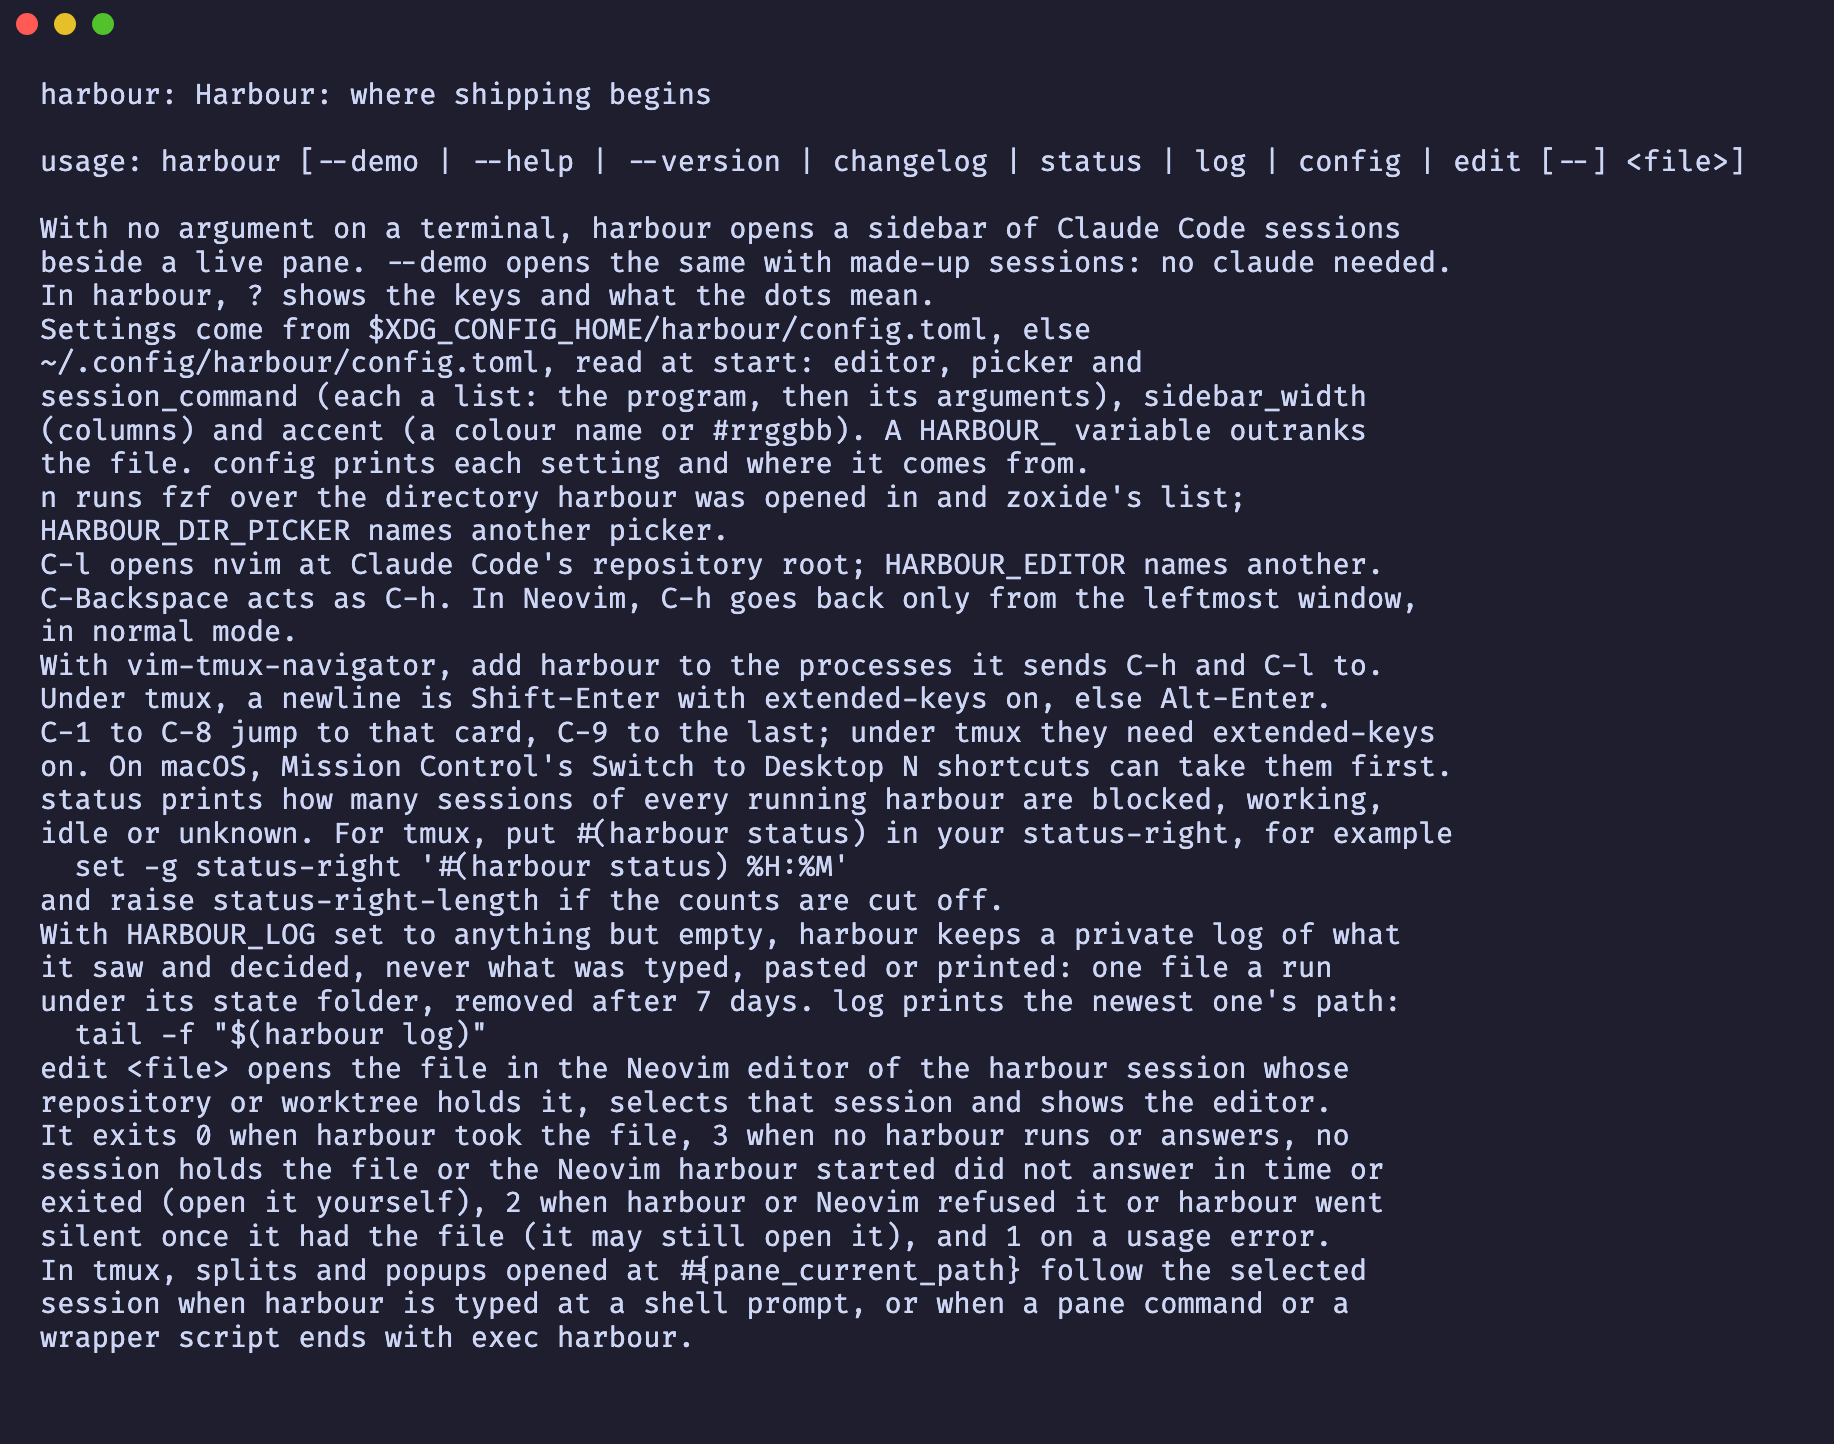 harbour: Harbour: where shipping begins
usage: harbour [--demo | --help | --version | changelog | status | log | config | edit [--] <file>]
With no argument on a terminal, harbour opens a sidebar of Claude Code sessions
beside a live pane. --demo opens the same with made-up sessions: no claude needed.
In harbour, ? shows the keys and what the dots mean.
Settings come from $XDG_CONFIG_HOME/harbour/config.toml, else
~/.config/harbour/config.toml, read at start: editor, picker and
session_command (each a list: the program, then its arguments), sidebar_width
(columns) and accent (a colour name or #rrggbb). A HARBOUR_ variable outranks
the file. config prints each setting and where it comes from.
n runs fzf over the directory harbour was opened in and zoxide's list;
HARBOUR_DIR_PICKER names another picker.
C-l opens nvim at Claude Code's repository root; HARBOUR_EDITOR names another.
C-Backspace acts as C-h. In Neovim, C-h goes back only from the leftmost window,
in normal mode.
With vim-tmux-navigator, add harbour to the processes it sends C-h and C-l to.
Under tmux, a newline is Shift-Enter with extended-keys on, else Alt-Enter.
C-1 to C-8 jump to that card, C-9 to the last; under tmux they need extended-keys
on. On macOS, Mission Control's Switch to Desktop N shortcuts can take them first.
status prints how many sessions of every running harbour are blocked, working,
idle or unknown. For tmux, put #(harbour status) in your status-right, for example
  set -g status-right '#(harbour status) %H:%M'
and raise status-right-length if the counts are cut off.
With HARBOUR_LOG set to anything but empty, harbour keeps a private log of what
it saw and decided, never what was typed, pasted or printed: one file a run
under its state folder, removed after 7 days. log prints the newest one's path:
  tail -f "$(harbour log)"
edit <file> opens the file in the Neovim editor of the harbour session whose
repository or worktree holds it, selects that session and shows the editor.
It exits 0 when harbour took the file, 3 when no harbour runs or answers, no
session holds the file or the Neovim harbour started did not answer in time or
exited (open it yourself), 2 when harbour or Neovim refused it or harbour went
silent once it had the file (it may still open it), and 1 on a usage error.
In tmux, splits and popups opened at #{pane_current_path} follow the selected
session when harbour is typed at a shell prompt, or when a pane command or a
wrapper script ends with exec harbour.